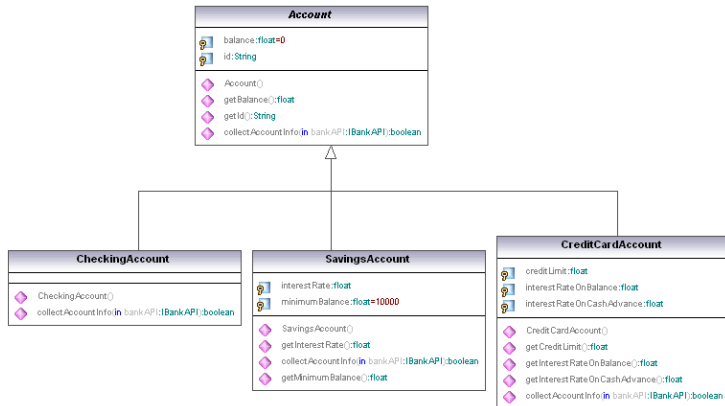 Account
balance:float=0
id:String
Account()
getBalance():float
getId():String
collectAccountInfo(in bankAPI:IBankAPI):boolean
CheckingAccount
CheckingAccount()
collectAccountInfo(in bankAPI:IBankAPI):boolean
SavingsAccount
interestRate:float
minimumBalance:float=10000
SavingsAccount()
getInterestRate():float
collectAccountInfo(in bankAPI:IBankAPI):boolean
getMinimumBalance():float
CreditCardAccount
creditLimit:float
interestRateOnBalance:float
interestRateOnCashAdvance:float
CreditCardAccount()
getCreditLimit():float
getInterestRateOnBalance():float
getInterestRateOnCashAdvance():float
collectAccountInfo(in bankAPI:IBankAPI):boolean